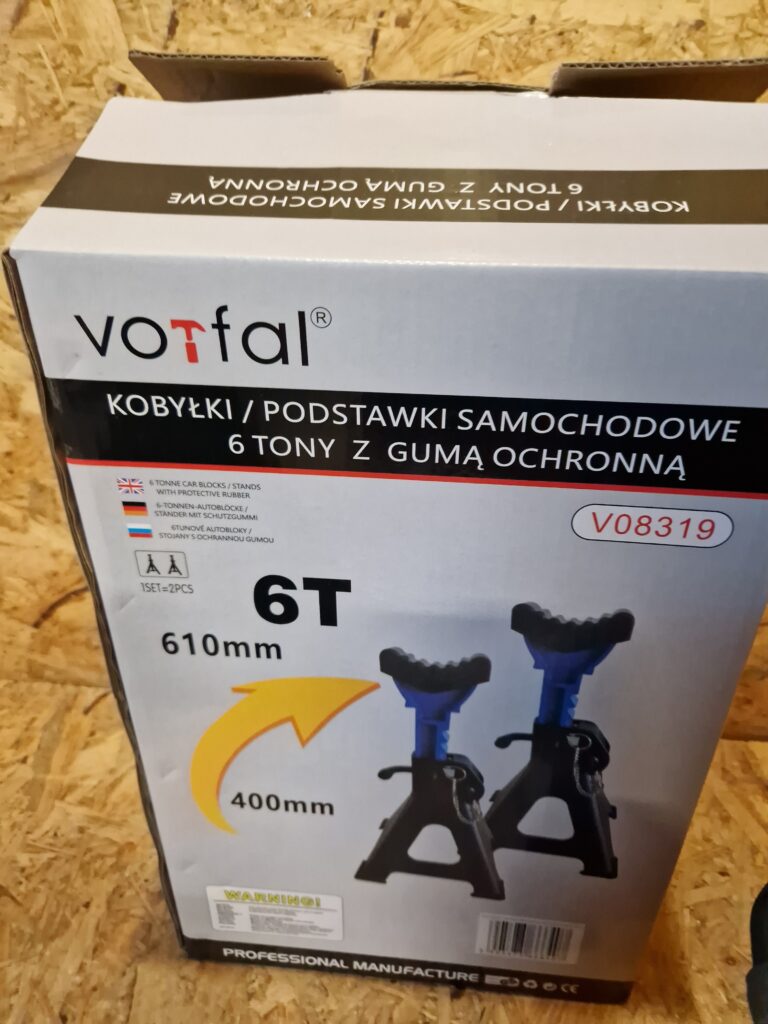 KOBYŁKI / PODSTAWKI SAMOCHODOWE
6 TONY Z GUMĄ OCHRONNĄ
votfal®
KOBYŁKI / PODSTAWKI SAMOCHODOWE
6 TONY Z GUMĄ OCHRONNĄ
6 TONNE CAR BLOCKS / STANDS
WITH PROTECTIVE RUBBER
6-TONNEN-AUTOBLÖCKE /
STÄNDER MIT SCHUTZGUMMI
6TUNOVÉ AUTOBLOKY /
STOJANY S OCHRANNOU GUMOU
V08319
1SET=2PCS
6T
610mm
400mm
WARNING!
PROFESSIONAL MANUFACTURE CE